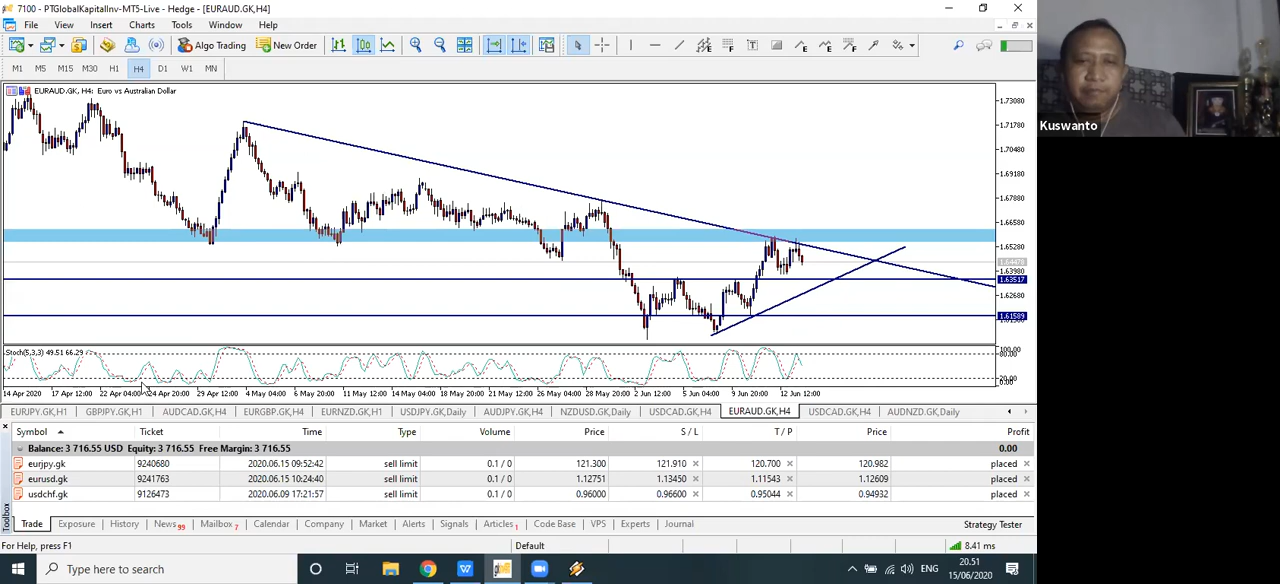 7100 - PTGlobalKapitalInv-MT5-Live - Hedge - [EURAUD.GK,H4]
File View Insert Charts Tools Window Help
Algo Trading New Order
M1 M5 M15 M30 H1 H4 D1 W1 MN
EURAUD.GK, H4: Euro vs Australian Dollar
1.73080
1.71780
1.70480
1.69180
1.67880
1.66580
1.65280
1.64470
1.63980
1.63517
1.62680
1.61589
Stoch(5,3,3) 49.51 66.29
100.00
80.00
20.00
0.00
14 Apr 2020 17 Apr 12:00 22 Apr 04:00 24 Apr 20:00 29 Apr 12:00 4 May 04:00 6 May 20:00 11 May 12:00 14 May 04:00 18 May 20:00 21 May 12:00 26 May 04:00 28 May 20:00 2 Jun 12:00 5 Jun 04:00 9 Jun 20:00 12 Jun 12:00
EURJPY.GK,H1 GBPJPY.GK,H1 AUDCAD.GK,H4 EURGBP.GK,H4 EURNZD.GK,H1 USDJPY.GK,Daily AUDJPY.GK,H4 NZDUSD.GK,Daily USDCAD.GK,H4 EURAUD.GK,H4 USDCAD.GK,H4 AUDNZD.GK,Daily
Symbol Ticket Time Type Volume Price S / L T / P Price Profit
Balance: 3 716.55 USD Equity: 3 716.55 Free Margin: 3 716.55 0.00
eurjpy.gk 9240680 2020.06.15 09:52:42 sell limit 0.1 / 0 121.300 121.910 120.700 120.982 placed
eurusd.gk 9241763 2020.06.15 10:24:40 sell limit 0.1 / 0 1.12751 1.13450 1.11543 1.12609 placed
usdchf.gk 9126473 2020.06.09 17:21:57 sell limit 0.1 / 0 0.96000 0.96600 0.95044 0.94932 placed
Toolbox
Trade Exposure History News 99 Mailbox 7 Calendar Company Market Alerts Signals Articles 1 Code Base VPS Experts Journal Strategy Tester
For Help, press F1 Default 8.41 ms
Type here to search ENG 20.51
15/06/2020
Kuswanto